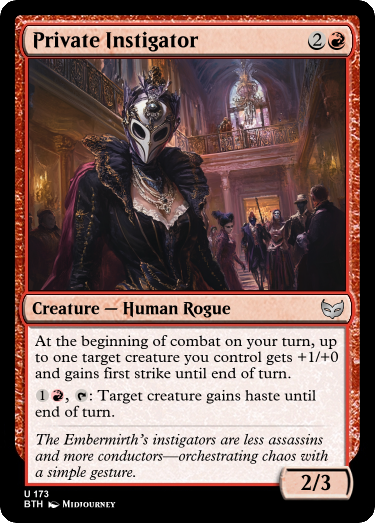 Private Instigator 2
Creature — Human Rogue
At the beginning of combat on your turn, up
to one target creature you control gets +1/+0
and gains first strike until end of turn.
1, : Target creature gains haste until
end of turn.
The Embermirth's instigators are less assassins
and more conductors—orchestrating chaos with
a simple gesture.
2/3
U 173
BTH Midjourney